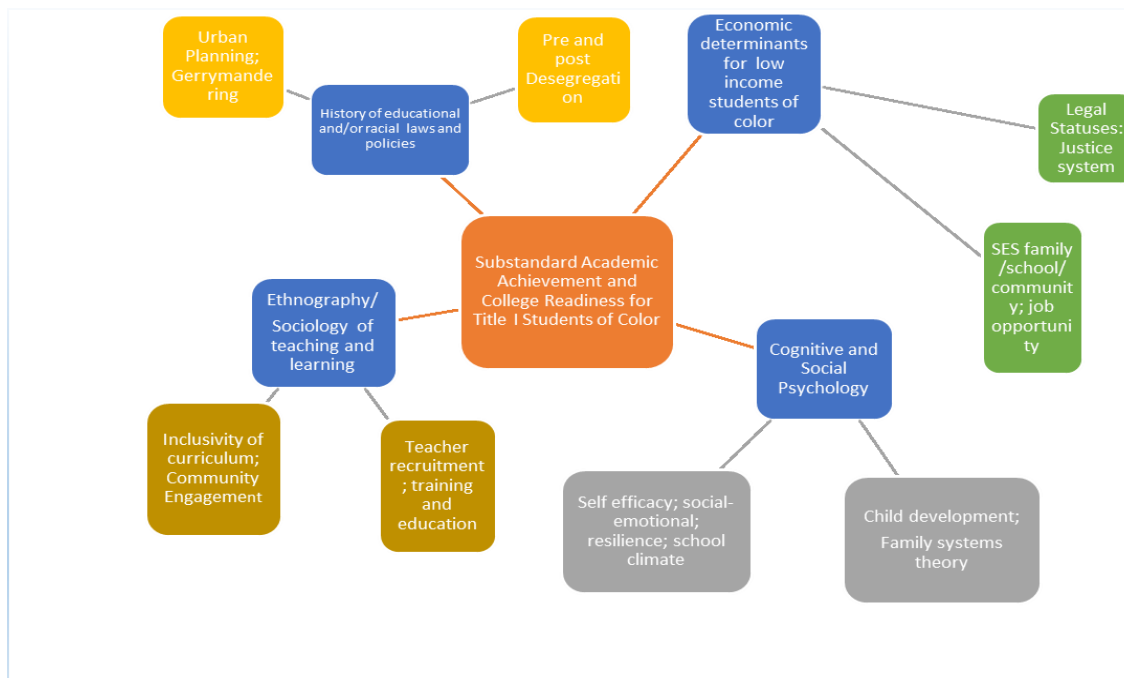 Urban
Planning;
Gerrymande
ring
Pre and
post
Desegregati
on
Economic
determinants
for low
income
students of
color
History of educational
and/or racial laws and
policies
Legal
Statuses:
Justice
system
Substandard Academic
Achievement and
College Readiness for
Title I Students of Color
SES family
/school/
communit
y; job
opportuni
ty
Ethnography/
Sociology of
teaching and
learning
Cognitive and
Social
Psychology
Inclusivity of
curriculum;
Community
Engagement
Teacher
recruitment
; training
and
education
Self efficacy; social-
emotional;
resilience; school
climate
Child development;
Family systems
theory